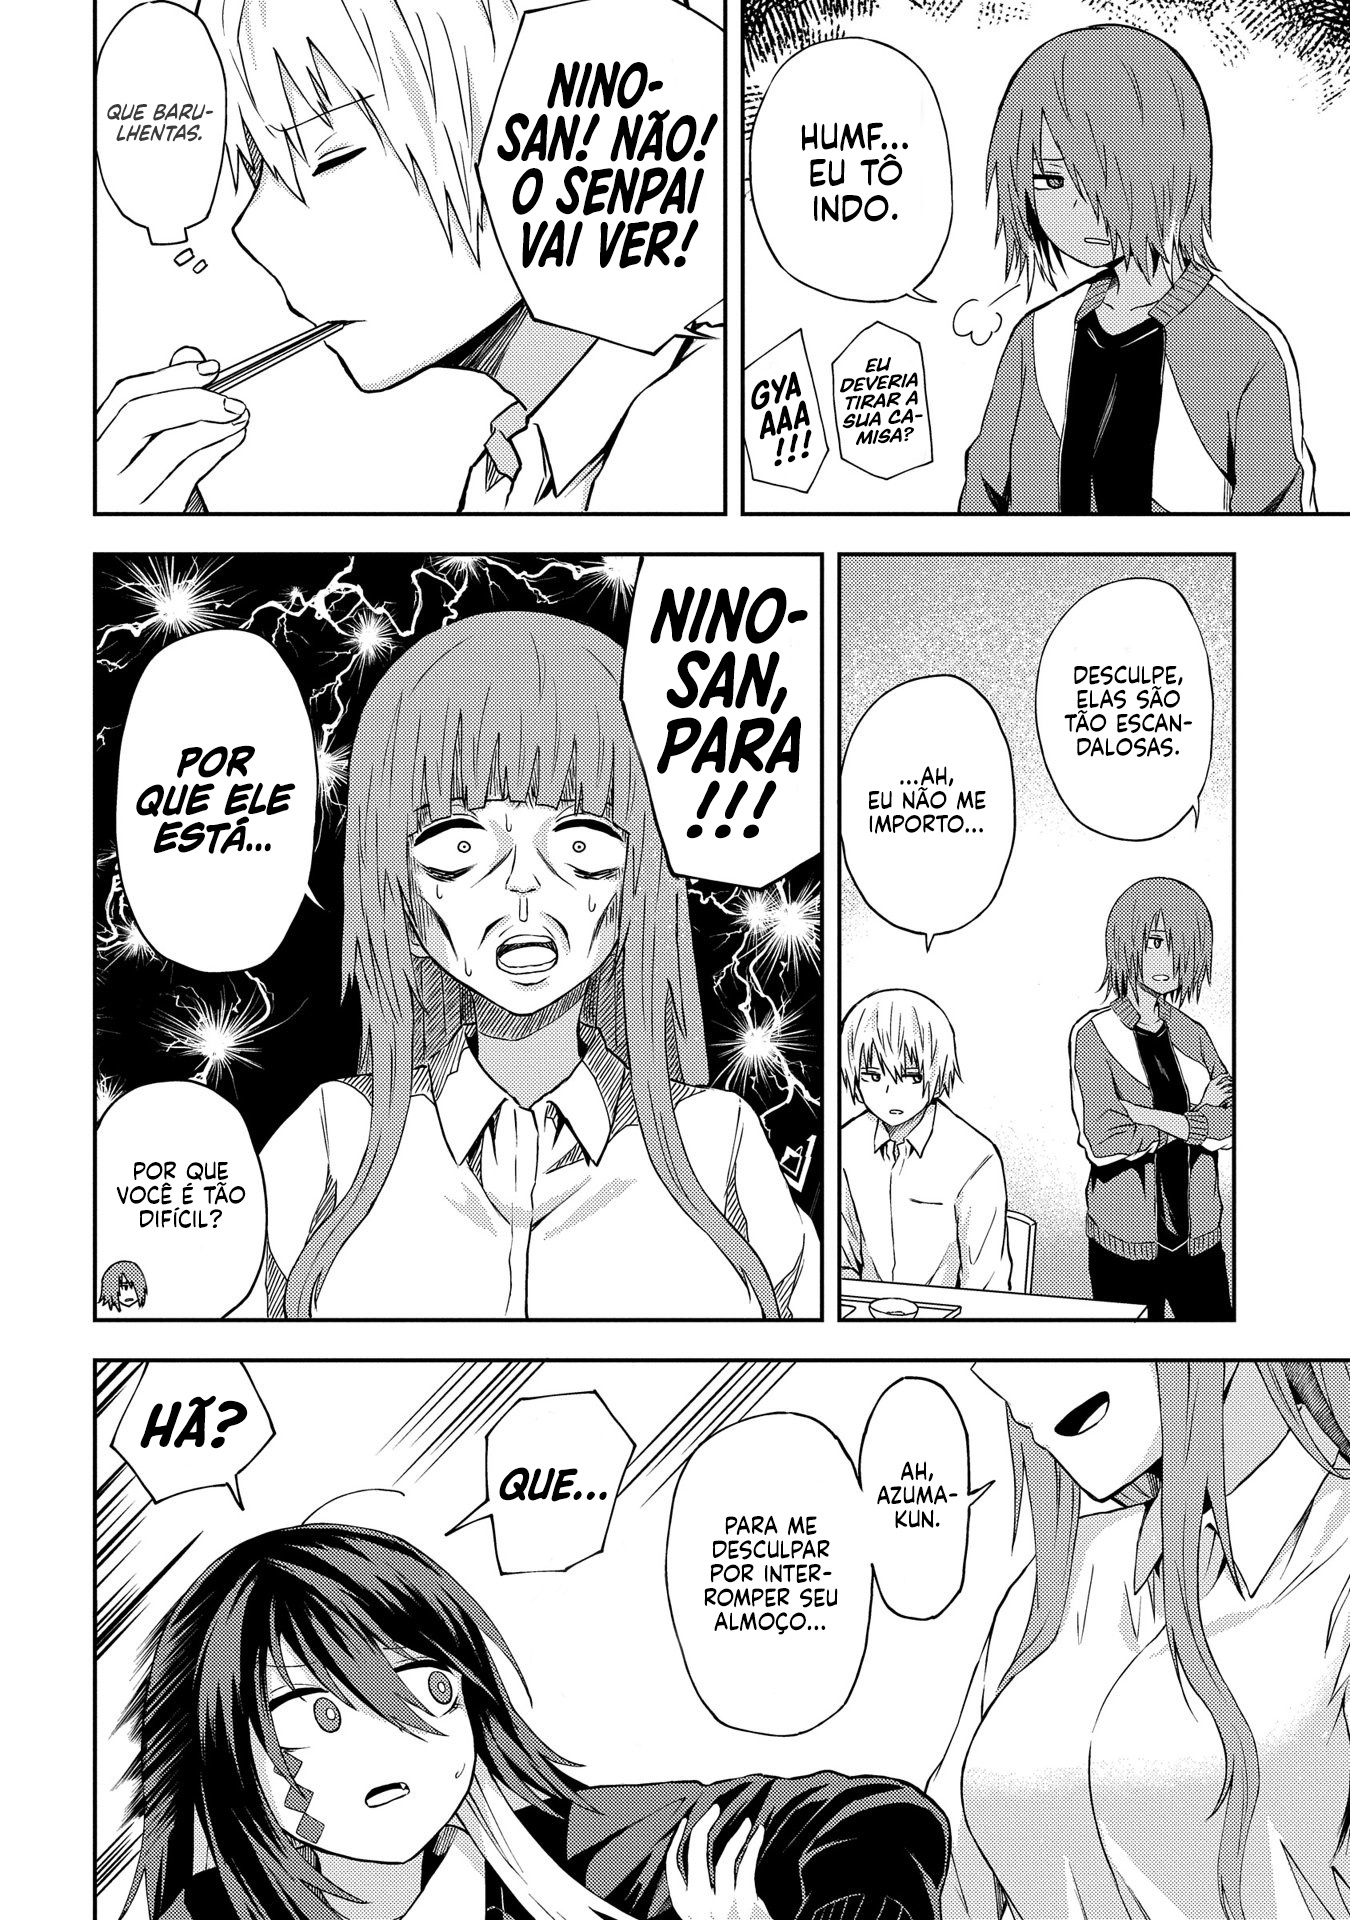 HUMF...
EU TÔ
INDO.
EU
DEVERIA
TIRAR A
SUA CA-
MISA?
GYA
AAA
!!!
NINO-
SAN! NÃO!
O SENPAI
VAI VER!
QUE BARU-
LHENTAS.
DESCULPE,
ELAS SÃO
TÃO ESCAN-
DALOSAS.
...AH,
EU NÃO ME
IMPORTO...
NINO-
SAN,
PARA
!!!
POR
QUE ELE
ESTÁ...
POR QUE
VOCÊ É TÃO
DIFÍCIL?
AH,
AZUMA-
KUN.
PARA ME
DESCULPAR
POR INTER-
ROMPER SEU
ALMOÇO...
QUE...
HÃ?